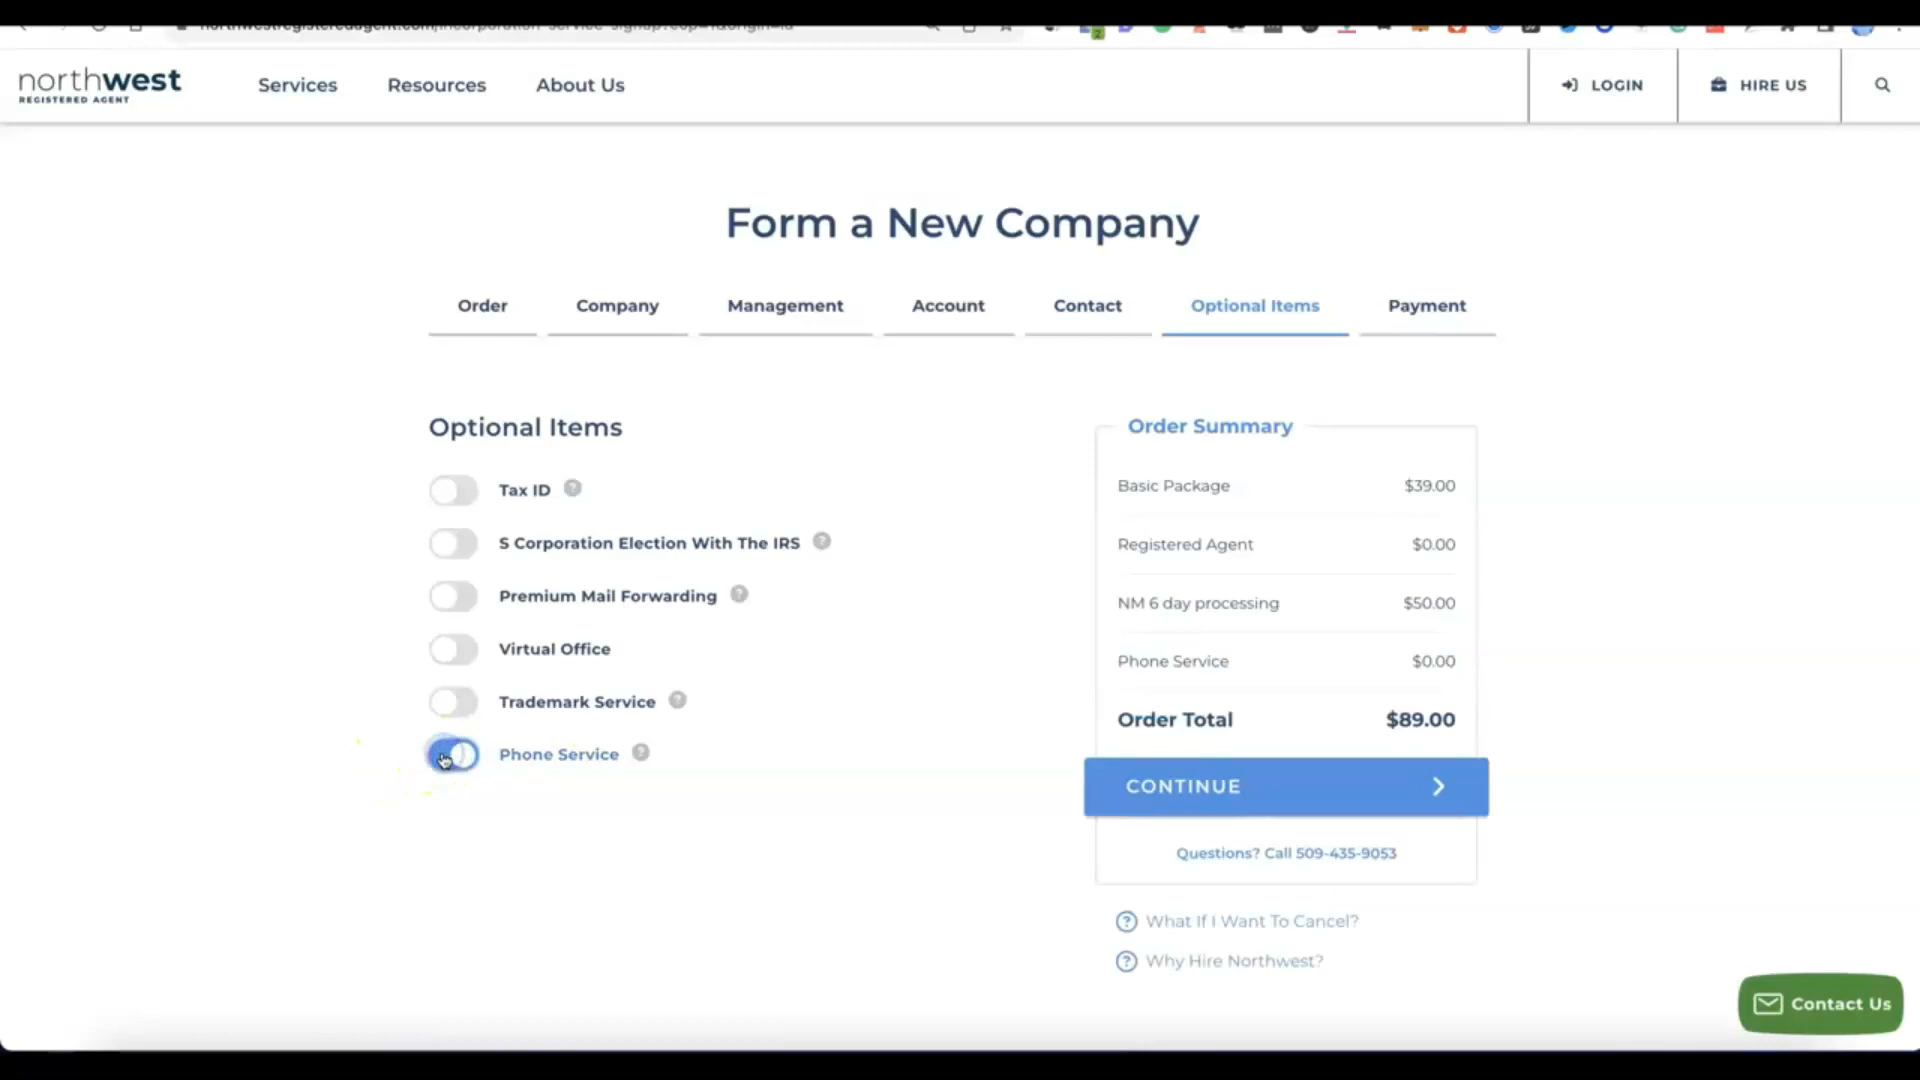 northwest
REGISTERED AGENT
Services
Resources
About Us
LOGIN
HIRE US
Form a New Company
Order
Company
Management
Account
Contact
Optional Items
Payment
Optional Items
Tax ID ?
S Corporation Election With The IRS ?
Premium Mail Forwarding ?
Virtual Office
Trademark Service ?
Phone Service ?
Order Summary
Basic Package $39.00
Registered Agent $0.00
NM 6 day processing $50.00
Phone Service $0.00
Order Total $89.00
CONTINUE
Questions? Call 509-435-9053
? What If I Want To Cancel?
? Why Hire Northwest?
Contact Us